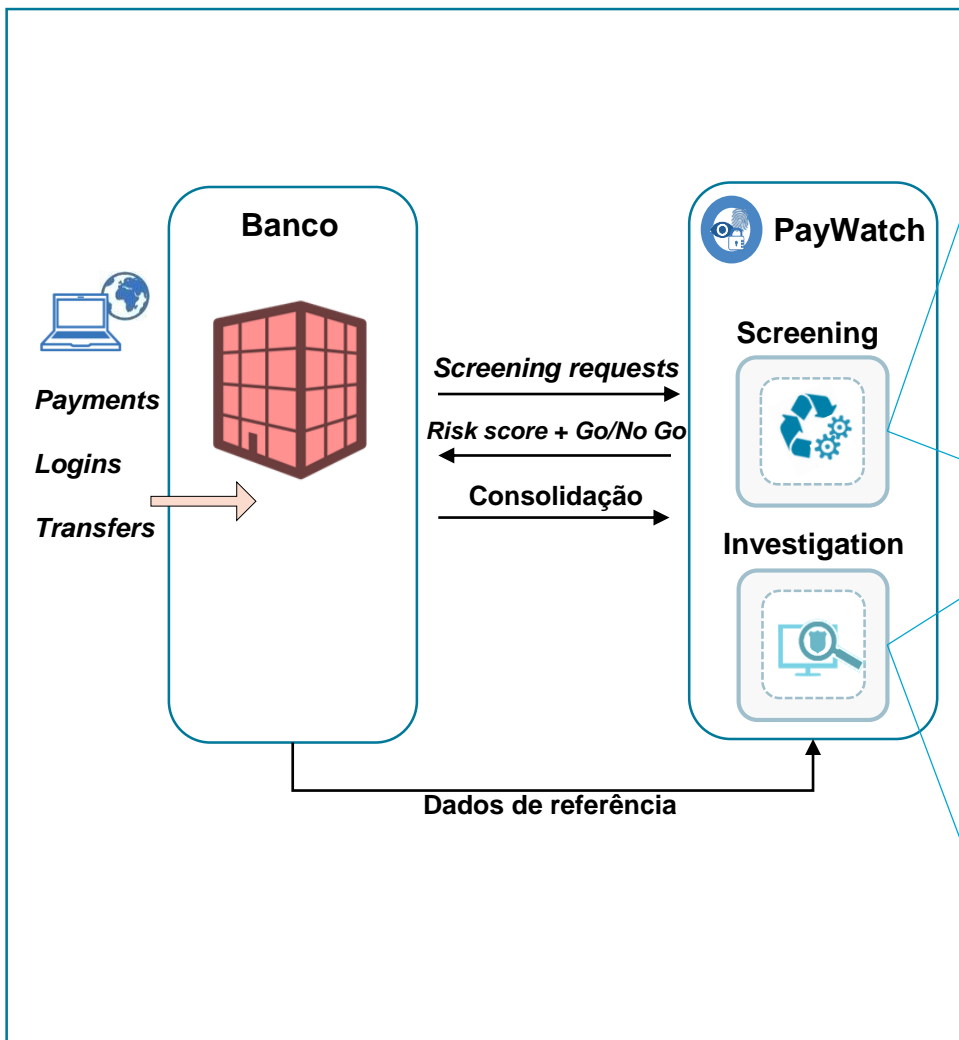 Banco
PayWatch
Payments
Logins
Transfers
Screening requests
Risk score + Go/No Go
Consolidação
Screening
Investigation
Dados de referência